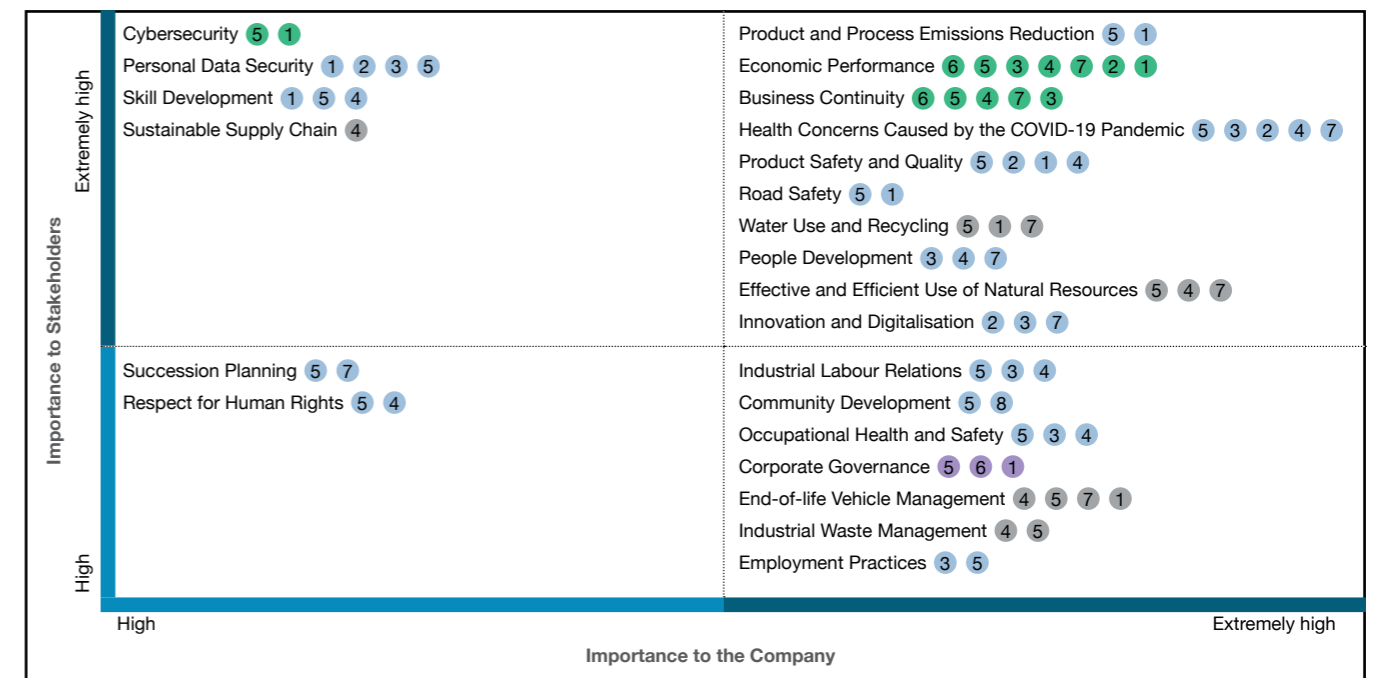 Importance to Stakeholders
Extremely high
High
Cybersecurity 5 1
Personal Data Security 1 2 3 5
Skill Development 1 5 4
Sustainable Supply Chain 4
Product and Process Emissions Reduction 5 1
Economic Performance 6 5 3 4 7 2 1
Business Continuity 6 5 4 7 3
Health Concerns Caused by the COVID-19 Pandemic 5 3 2 4 7
Product Safety and Quality 5 2 1 4
Road Safety 5 1
Water Use and Recycling 5 1 7
People Development 3 4 7
Effective and Efficient Use of Natural Resources 5 4 7
Innovation and Digitalisation 2 3 7
Succession Planning 5 7
Respect for Human Rights 5 4
Industrial Labour Relations 5 3 4
Community Development 5 8
Occupational Health and Safety 5 3 4
Corporate Governance 5 6 1
End-of-life Vehicle Management 4 5 7 1
Industrial Waste Management 4 5
Employment Practices 3 5
High
Extremely high
Importance to the Company